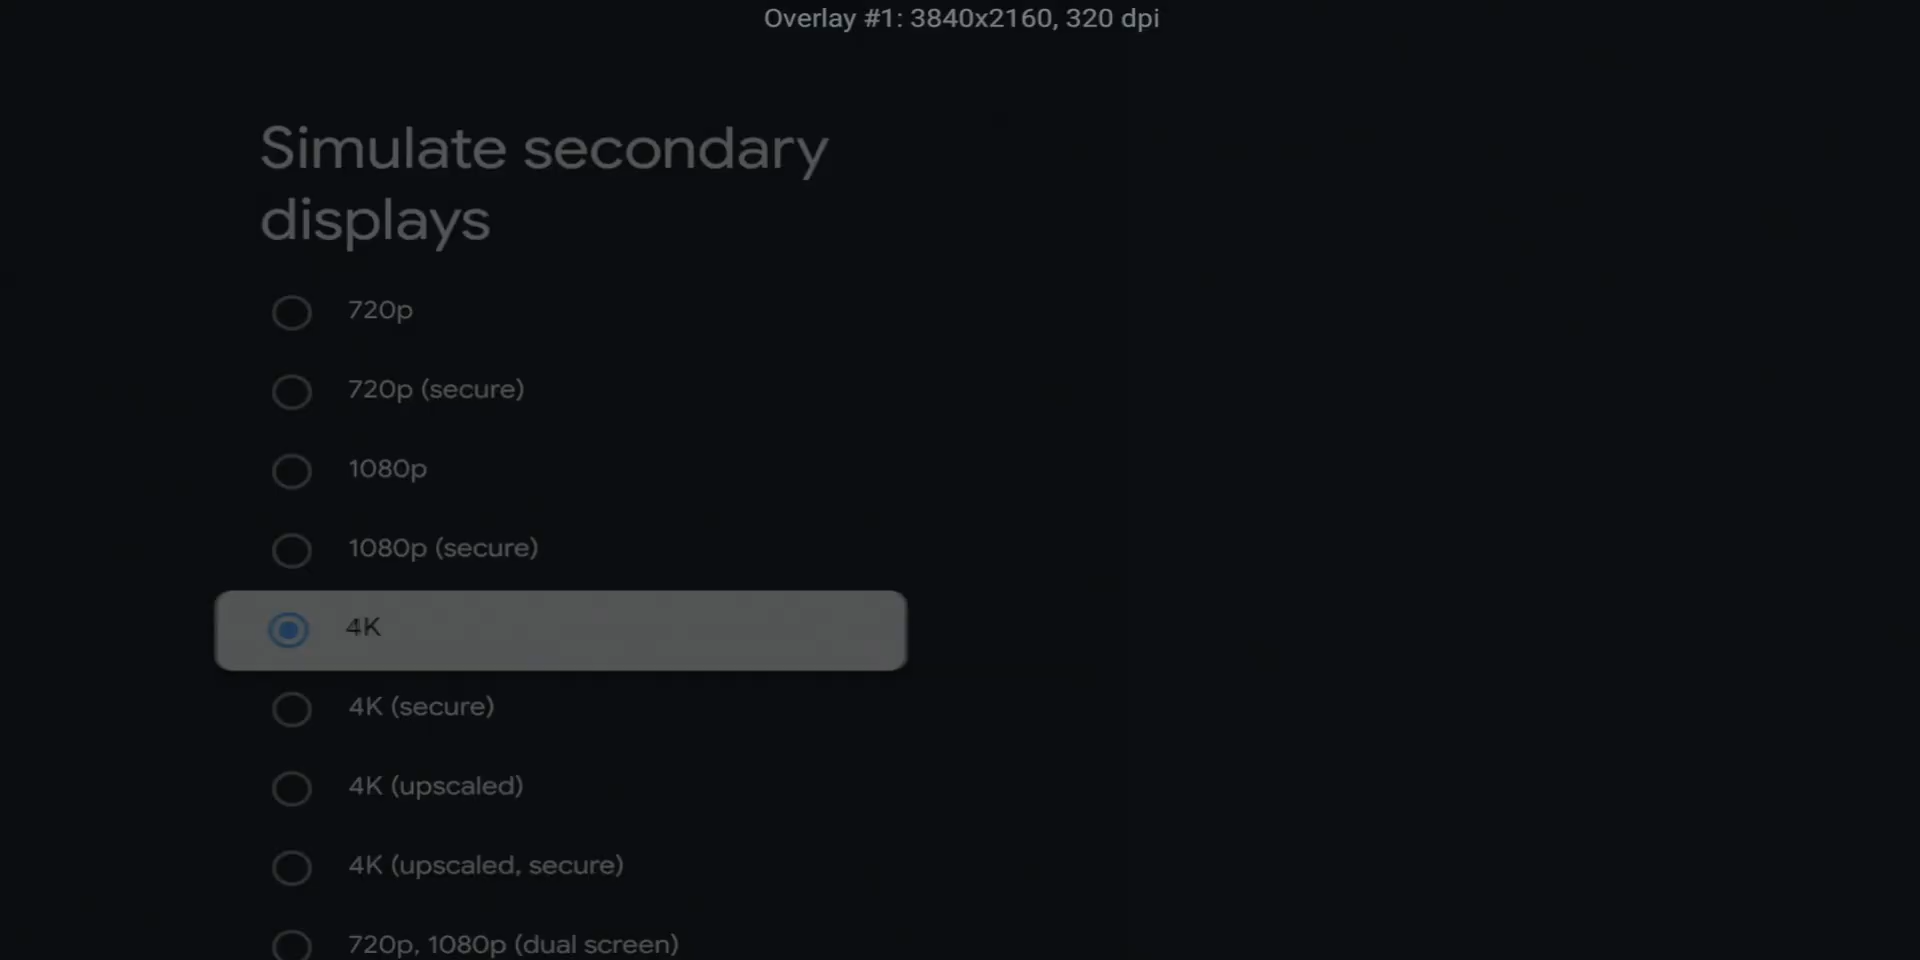 Overlay #1: 3840x2160, 320 dpi
Simulate secondary
displays
720p
720p (secure)
1080p
1080p (secure)
4K
4K (secure)
4K (upscaled)
4K (upscaled, secure)
720p, 1080p (dual screen)